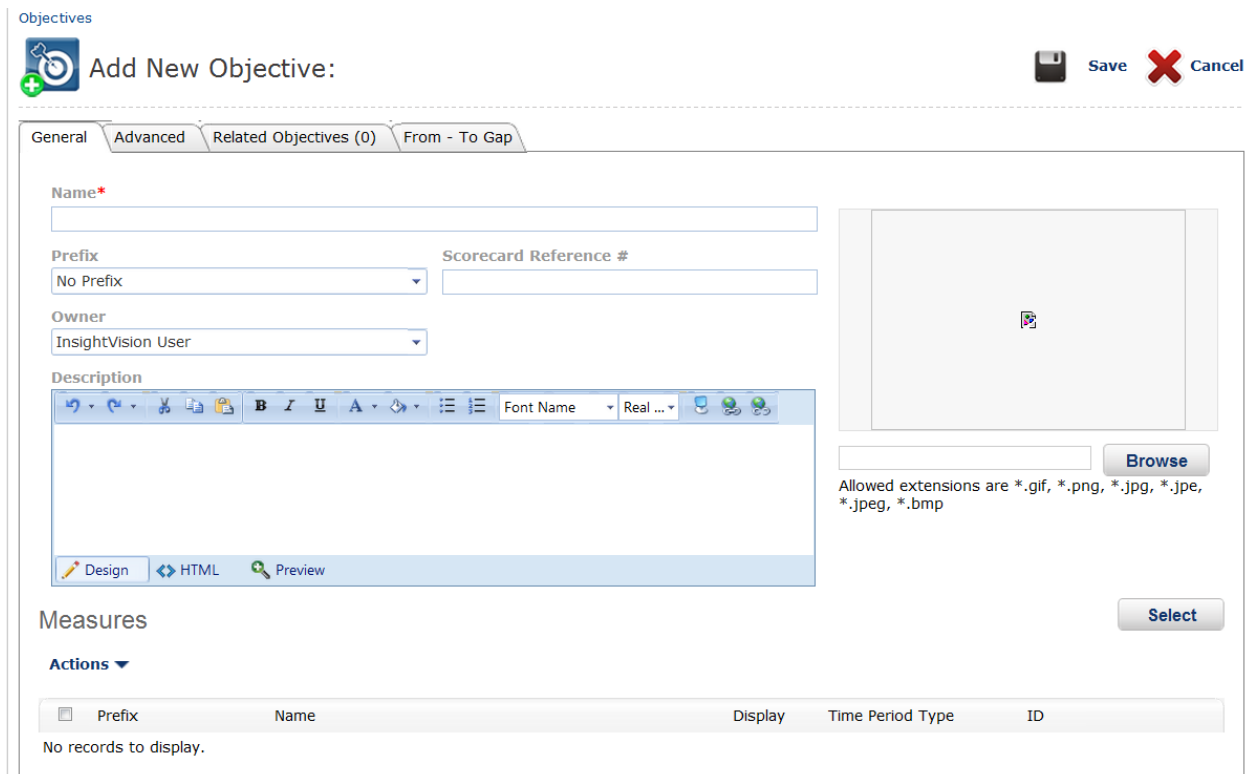 Objectives
Add New Objective:
Save Cancel
General Advanced Related Objectives (0) From - To Gap
Name*
Prefix Scorecard Reference #
No Prefix
Owner
InsightVision User
Description
B I U A Font Name Real ...
Browse
Allowed extensions are *.gif, *.png, *.jpg, *.jpe,
*.jpeg, *.bmp
Design HTML Preview
Measures Select
Actions
Prefix Name Display Time Period Type ID
No records to display.